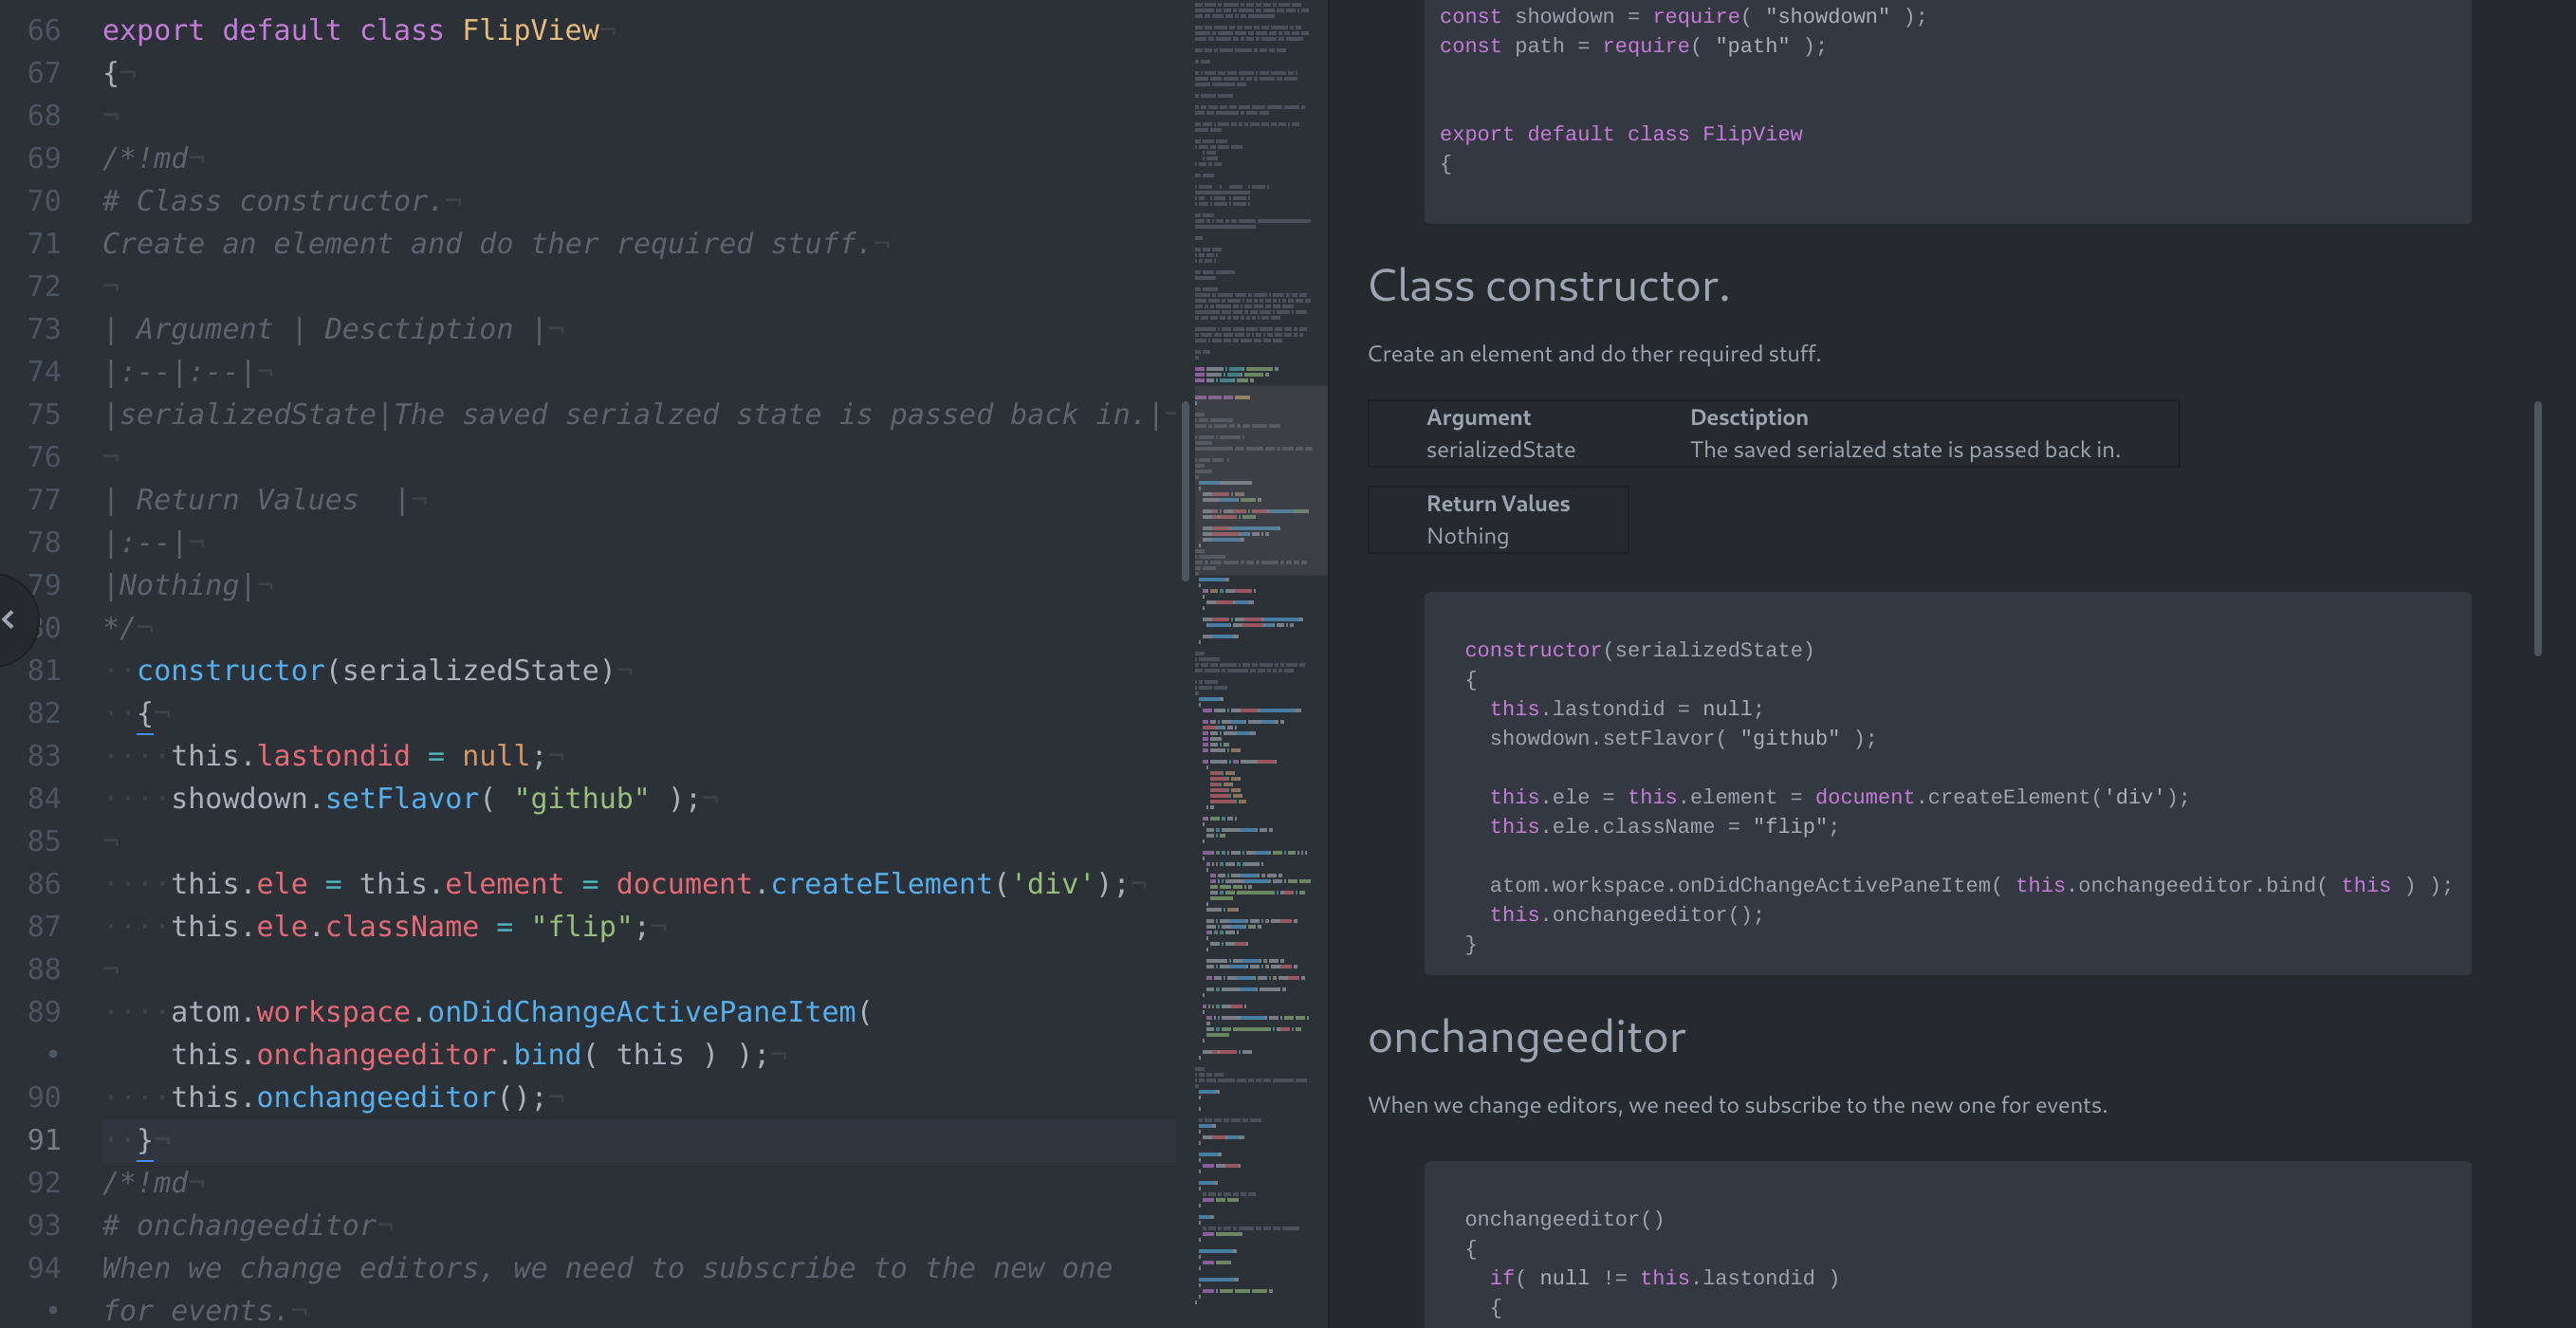 66 export default class FlipView¬
67 {¬
68 ¬
69 /*!md¬
70 # Class constructor.¬
71 Create an element and do ther required stuff.¬
72 ¬
73 | Argument | Desctiption |¬
74 |:--|:--|¬
75 |serializedState|The saved serialzed state is passed back in.|¬
76 ¬
77 | Return Values  |¬
78 |:--|¬
79 |Nothing|¬
80 */¬
81 ··constructor(serializedState)¬
82 ··{¬
83 ····this.lastondid = null;¬
84 ····showdown.setFlavor( "github" );¬
85 ¬
86 ····this.ele = this.element = document.createElement('div');¬
87 ····this.ele.className = "flip";¬
88 ¬
89 ····atom.workspace.onDidChangeActivePaneItem(
• this.onchangeeditor.bind( this ) );¬
90 ····this.onchangeeditor();¬
91 ··}¬
92 /*!md¬
93 # onchangeeditor¬
94 When we change editors, we need to subscribe to the new one
• for events.¬
const showdown = require( "showdown" );
const path = require( "path" );
export default class FlipView
{
Class constructor.
Create an element and do ther required stuff.
Argument Desctiption
serializedState The saved serialzed state is passed back in.
Return Values
Nothing
constructor(serializedState)
{
this.lastondid = null;
showdown.setFlavor( "github" );
this.ele = this.element = document.createElement('div');
this.ele.className = "flip";
atom.workspace.onDidChangeActivePaneItem( this.onchangeeditor.bind( this ) );
this.onchangeeditor();
}
onchangeeditor
When we change editors, we need to subscribe to the new one for events.
onchangeeditor()
{
if( null != this.lastondid )
{